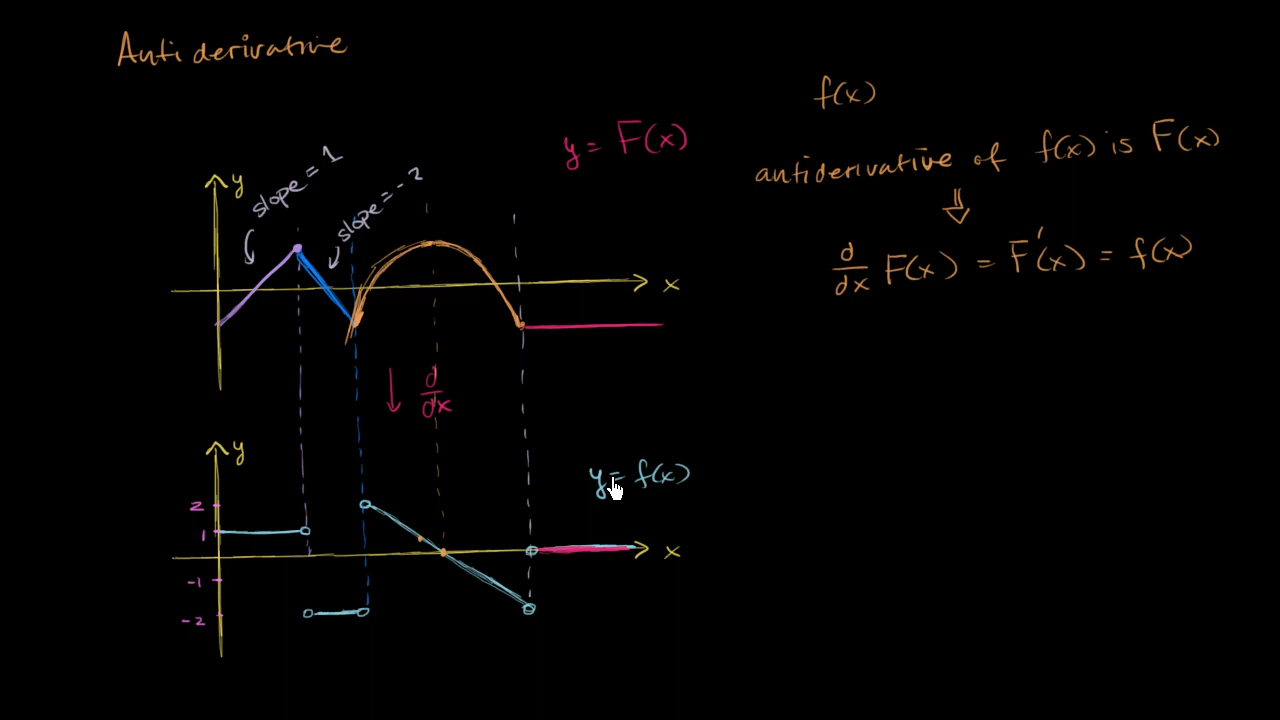 Antiderivative
f(x)
y = F(x)
antiderivative of f(x) is F(x)
⇓
d/dx F(x) = F'(x) = f(x)
y
slope = 1
slope = -2
x
↓ d/dx
y
y = f(x)
2
1
x
-1
-2